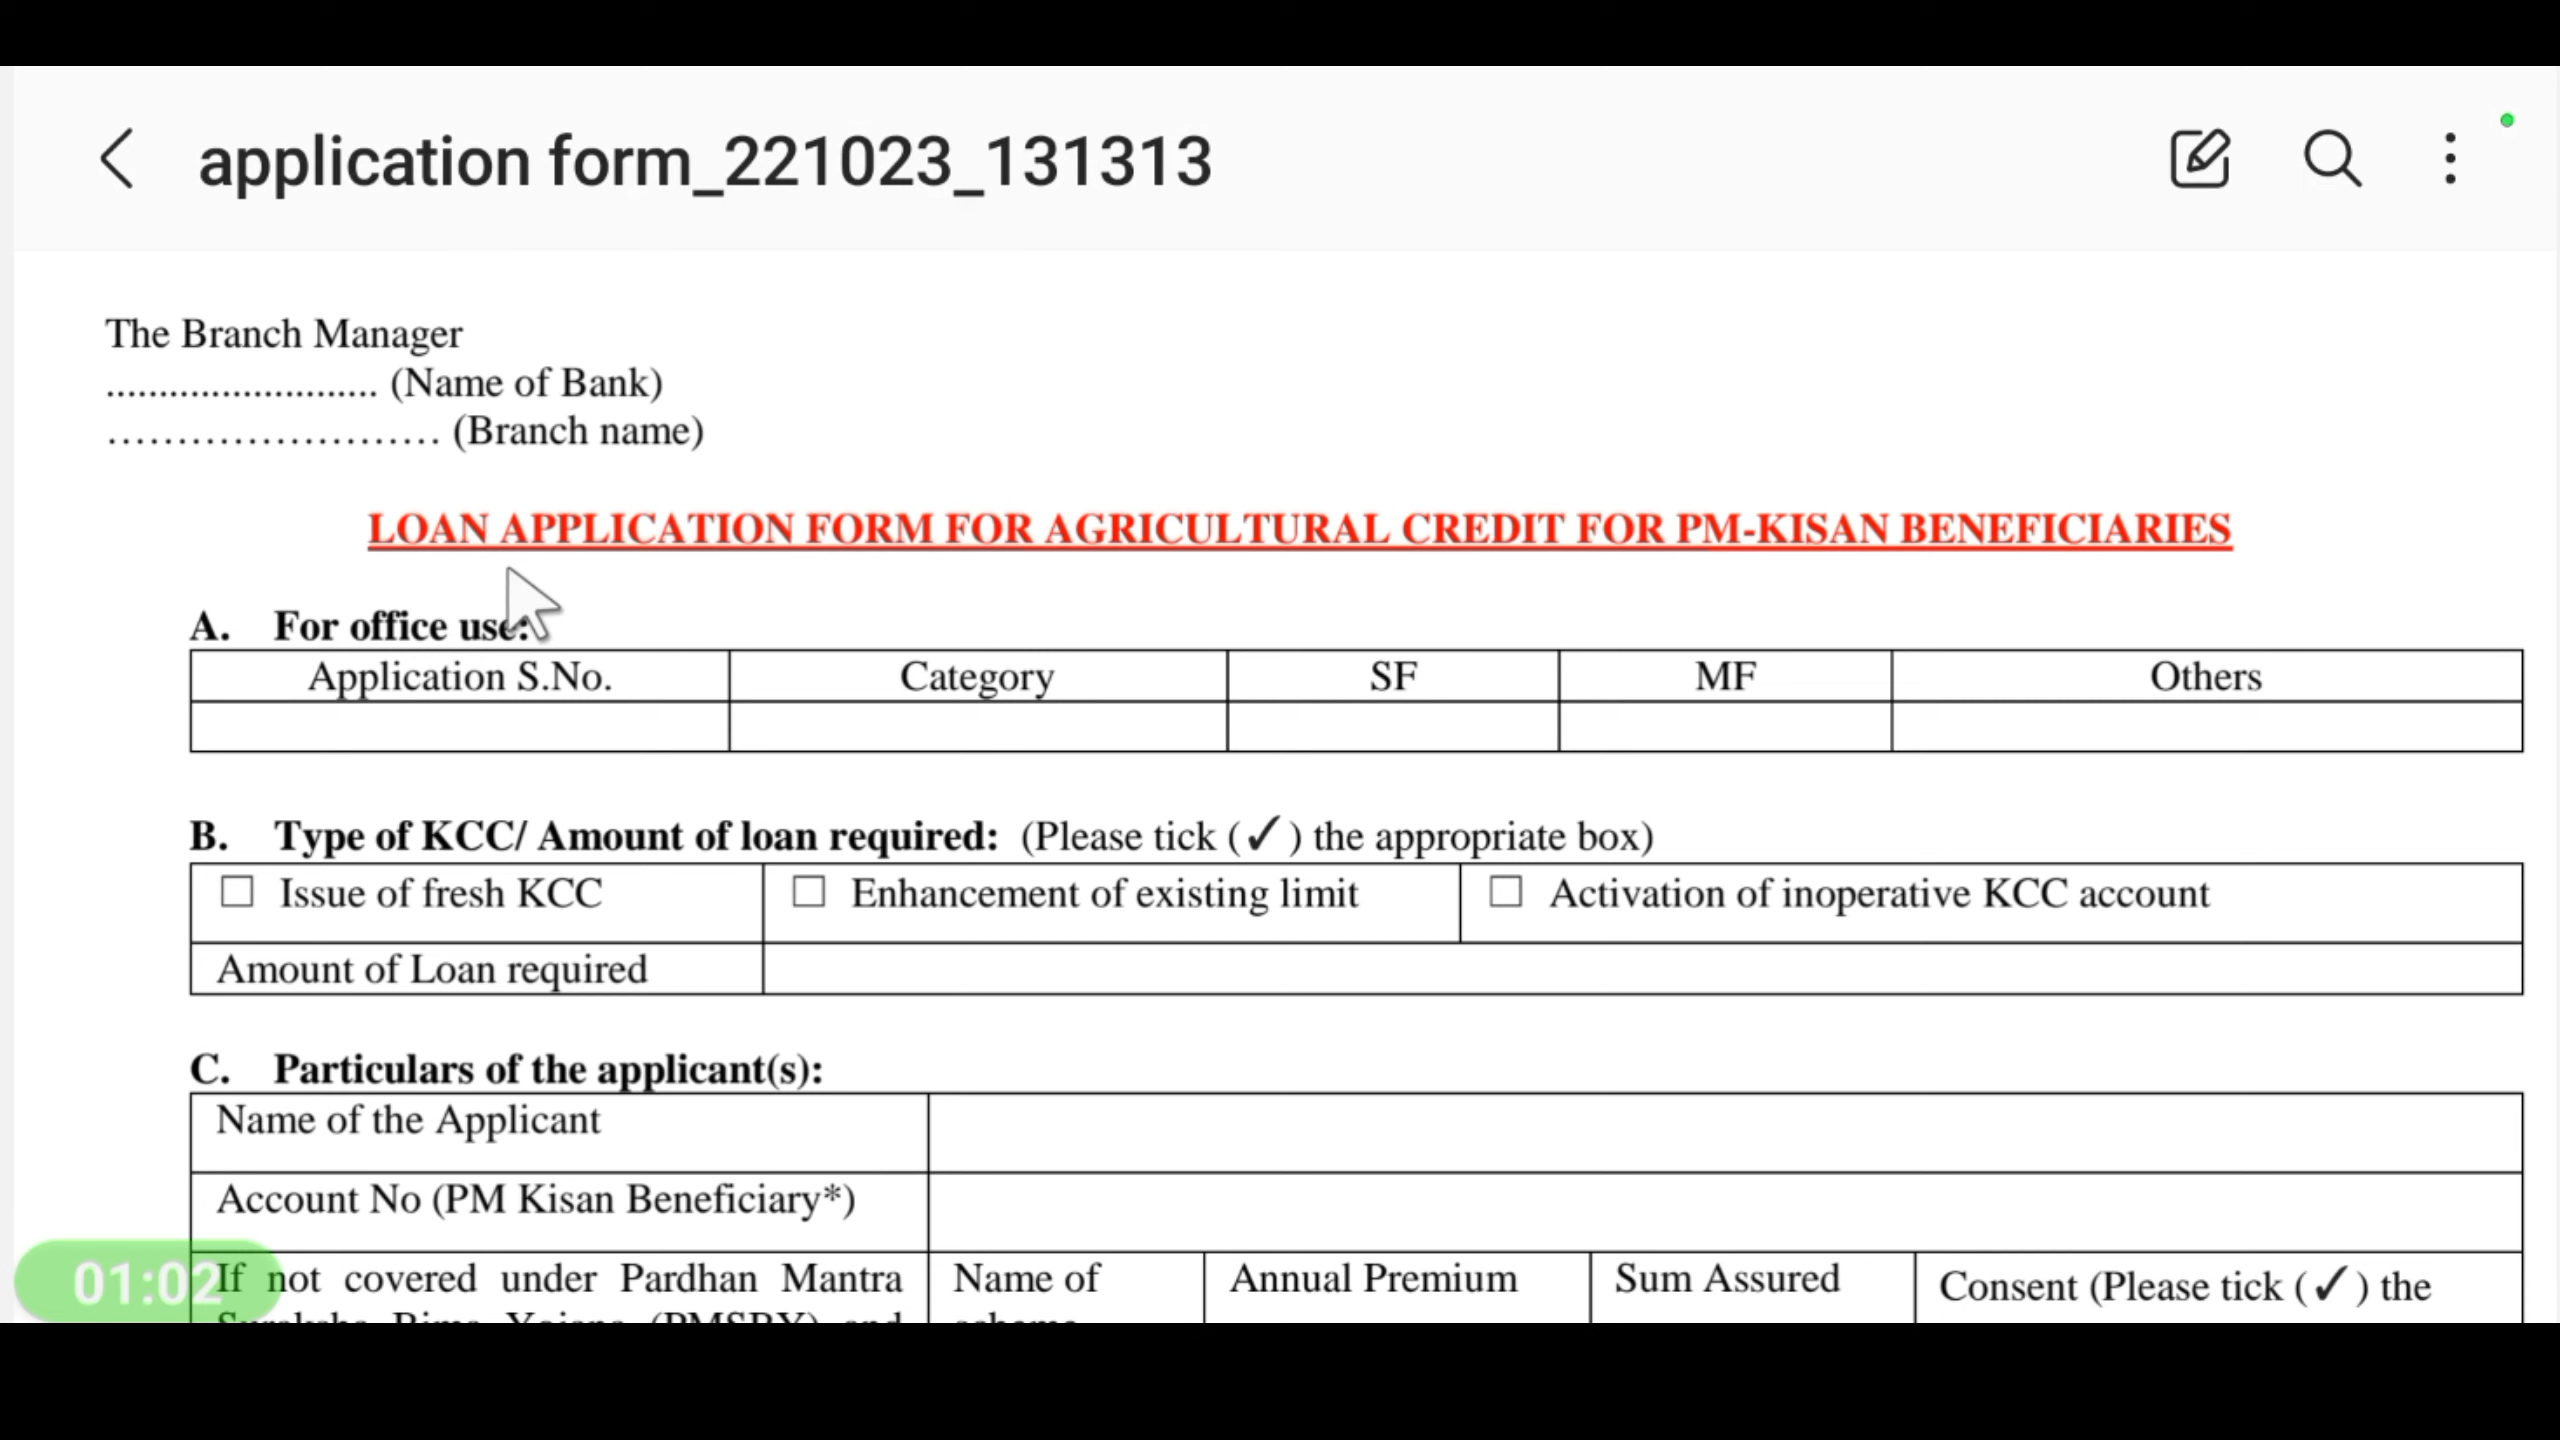 application form_221023_131313
The Branch Manager
.......................... (Name of Bank)
......................... (Branch name)
LOAN APPLICATION FORM FOR AGRICULTURAL CREDIT FOR PM-KISAN BENEFICIARIES
A. For office use:
Application S.No. Category SF MF Others
B. Type of KCC/ Amount of loan required: (Please tick (✓) the appropriate box)
☐ Issue of fresh KCC ☐ Enhancement of existing limit ☐ Activation of inoperative KCC account
Amount of Loan required
C. Particulars of the applicant(s):
Name of the Applicant
Account No (PM Kisan Beneficiary*)
If not covered under Pardhan Mantra Name of Annual Premium Sum Assured Consent (Please tick (✓) the
01:02